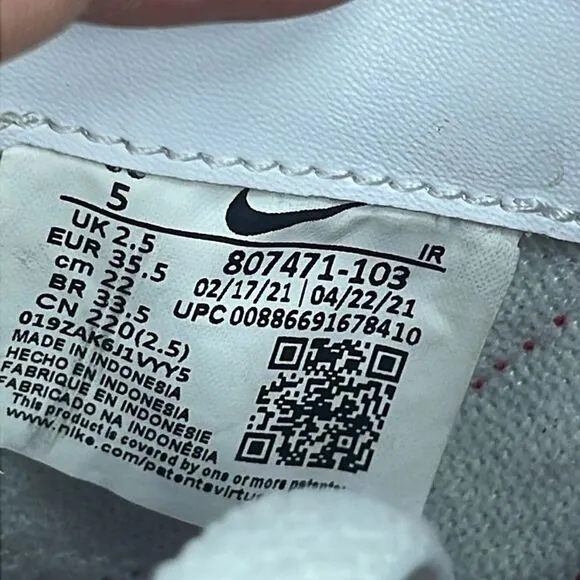 5
UK 2.5
EUR 35.5
cm 22
BR 33.5
CN 220(2.5)
019ZAK6J1VYY5
MADE IN INDONESIA
HECHO EN INDONESIA
FABRIQUÉ EN INDONÉSIE
FABRICADO NA INDONÉSIA
This product is covered by one or more
www.nike.com/patents
IR
807471-103
02/17/21 | 04/22/21
UPC 00886691678410